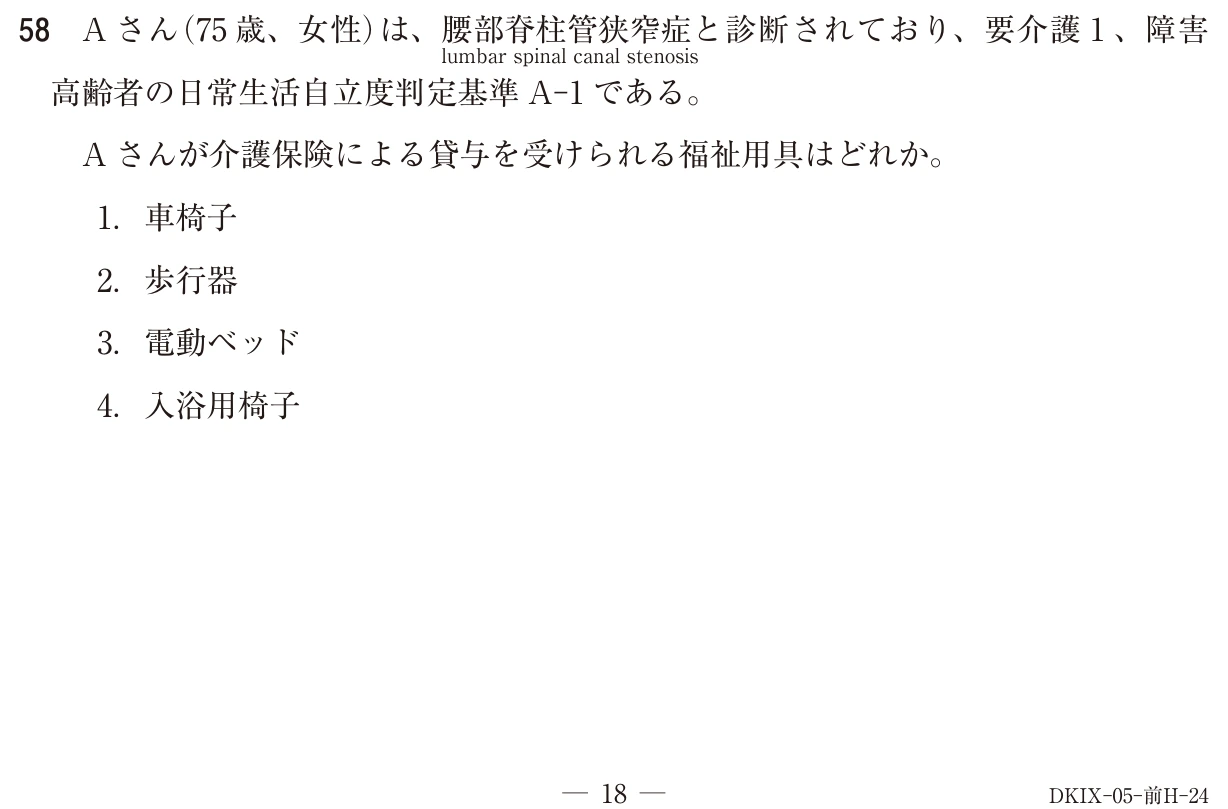 58 Aさん(75歳、女性)は、腰部脊柱管狭窄症と診断されており、要介護1、障害
lumbar spinal canal stenosis
高齢者の日常生活自立度判定基準 A-1 である。
Aさんが介護保険による貸与を受けられる福祉用具はどれか。
1. 車椅子
2. 歩行器
3. 電動ベッド
4. 入浴用椅子
— 18 —
DKIX-05-前H-24